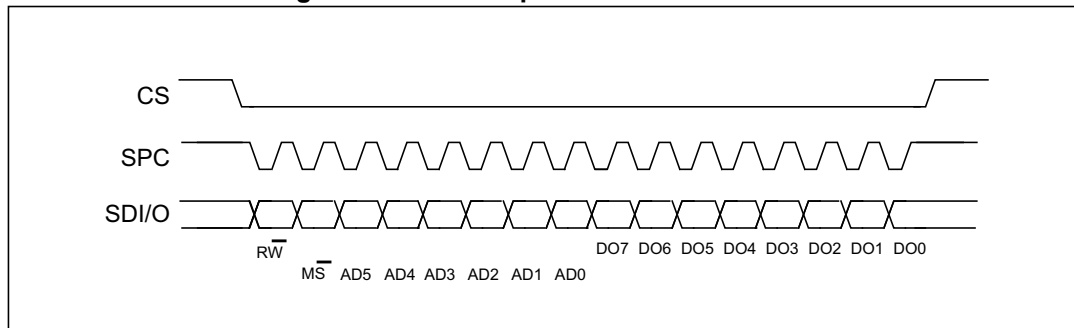 CS
SPC
SDI/O
RW
DO7 DO6 DO5 DO4 DO3 DO2 DO1 DO0
MS AD5 AD4 AD3 AD2 AD1 AD0